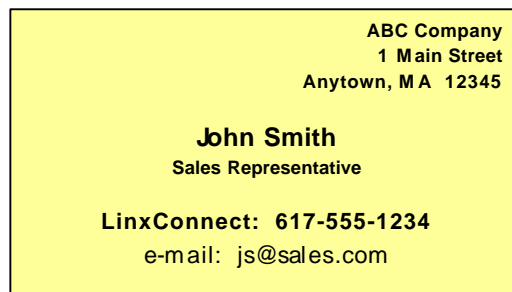 ABC Company
1 Main Street
Anytown, MA 12345
John Smith
Sales Representative
LinxConnect: 617-555-1234
e-mail: js@sales.com